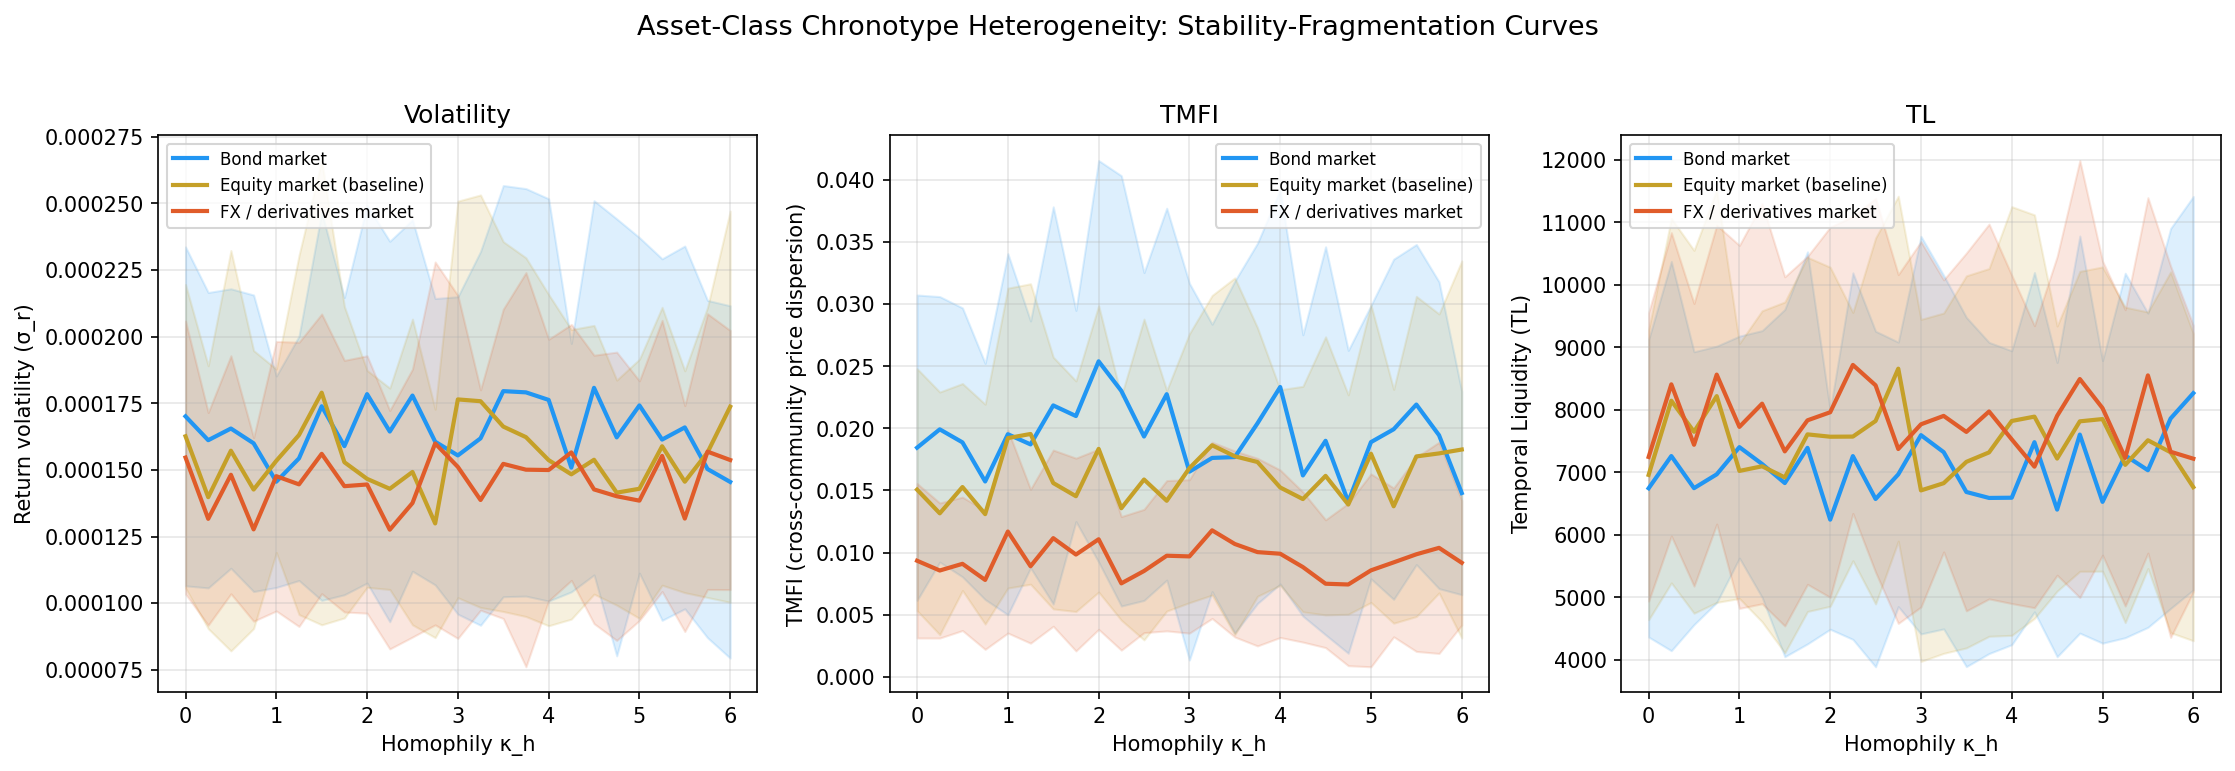 Asset-Class Chronotype Heterogeneity: Stability-Fragmentation Curves
Volatility
Return volatility (σ_r)
0.000275
0.000250
0.000225
0.000200
0.000175
0.000150
0.000125
0.000100
0.000075
Bond market
Equity market (baseline)
FX / derivatives market
0 1 2 3 4 5 6
Homophily κ_h
TMFI
TMFI (cross-community price dispersion)
0.040
0.035
0.030
0.025
0.020
0.015
0.010
0.005
0.000
Bond market
Equity market (baseline)
FX / derivatives market
0 1 2 3 4 5 6
Homophily κ_h
TL
Temporal Liquidity (TL)
12000
11000
10000
9000
8000
7000
6000
5000
4000
Bond market
Equity market (baseline)
FX / derivatives market
0 1 2 3 4 5 6
Homophily κ_h